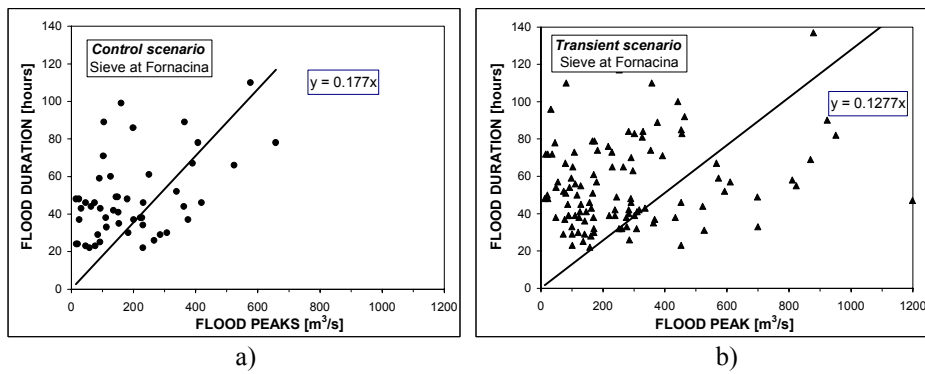 140
120
100
80
60
40
20
0
FLOOD DURATION [hours]
Control scenario
Sieve at Fornacina
y = 0.177x
0 200 400 600 800 1000 1200
FLOOD PEAKS [m³/s]
a)
140
120
100
80
60
40
20
0
FLOOD DURATION [hours]
Transient scenario
Sieve at Fornacina
y = 0.1277x
0 200 400 600 800 1000 1200
FLOOD PEAK [m³/s]
b)